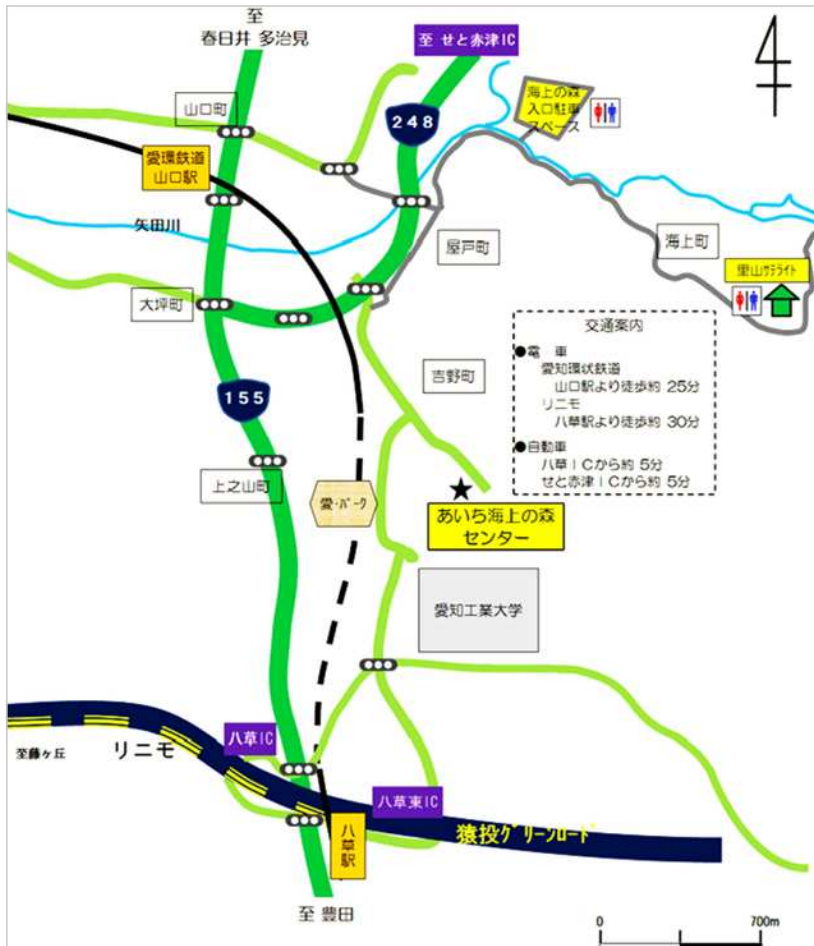 至
春日井 多治見
至 せと赤津IC
山口町
248
海上の森
入口駐車
スペース
愛環鉄道
山口駅
矢田川
屋戸町
海上町
里山サテライト
大坪町
交通案内
●電 車
愛知環状鉄道
山口駅より徒歩約 25分
リニモ
八草駅より徒歩約 30分
●自動車
八草ICから約 5分
せと赤津ICから約 5分
吉野町
155
上之山町
愛・パーク
あいち海上の森
センター
愛知工業大学
八草IC
至藤ヶ丘
リニモ
八草東IC
猿投グリーンロード
八草駅
至 豊田
0
700m